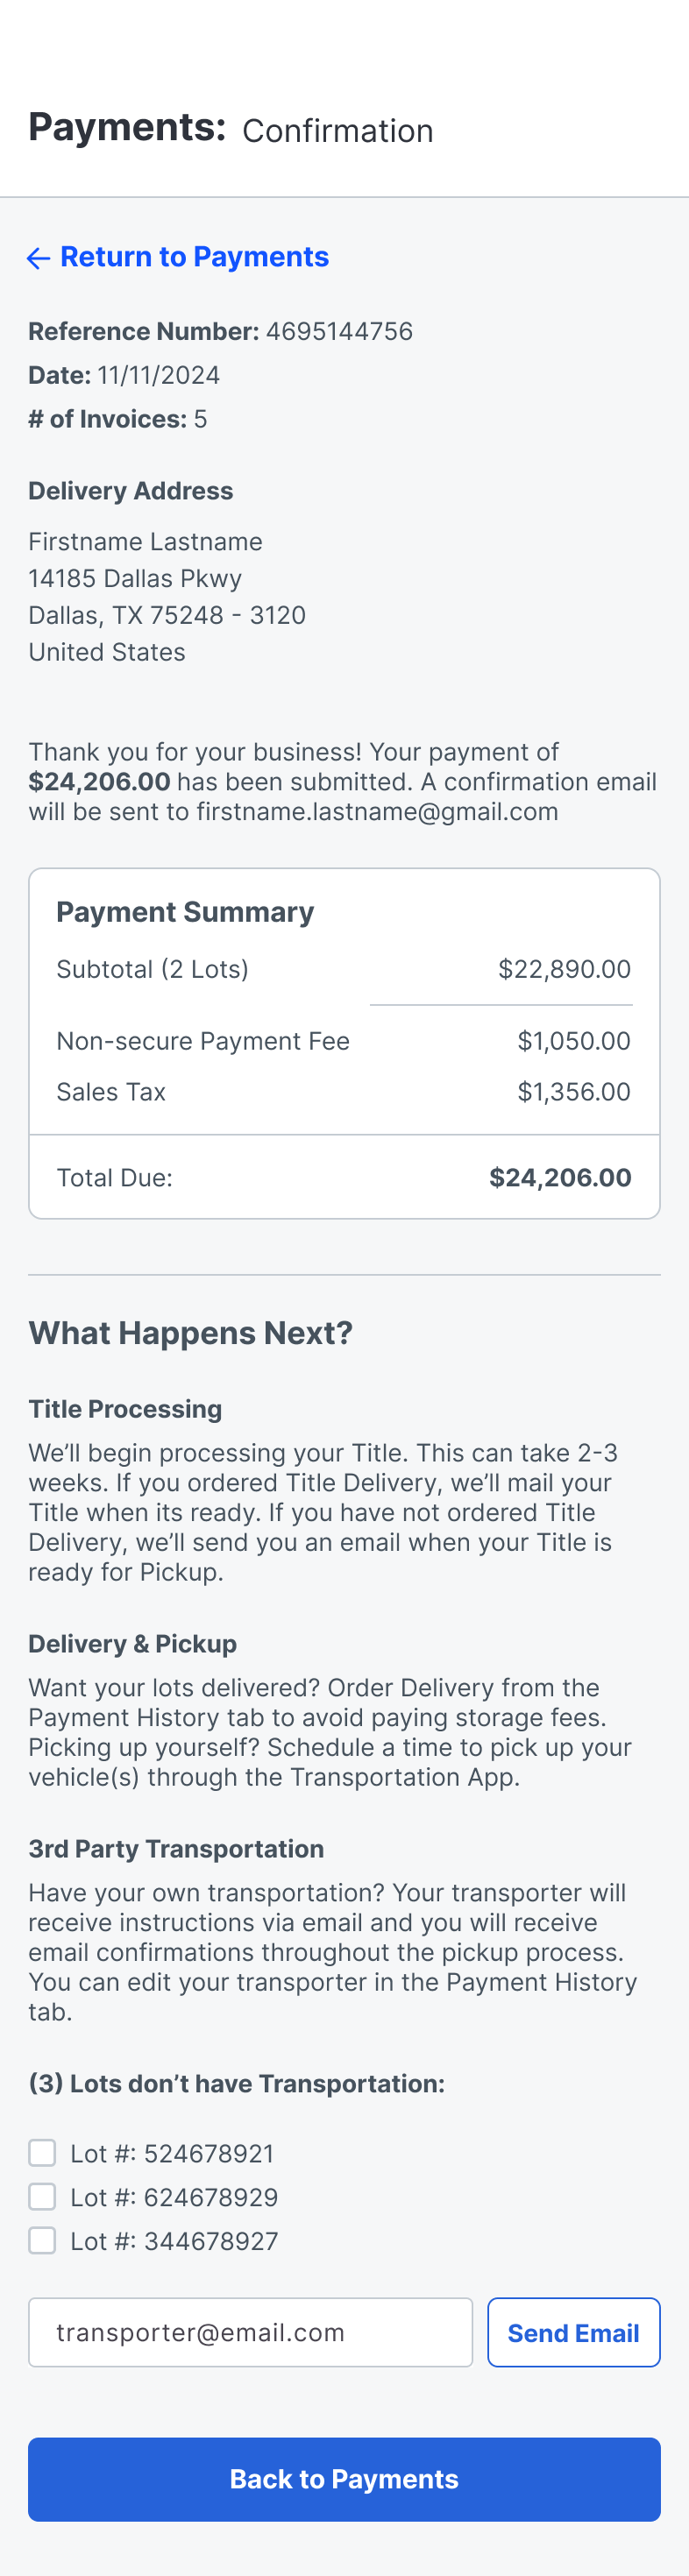 Payments: Confirmation
← Return to Payments
Reference Number: 4695144756
Date: 11/11/2024
# of Invoices: 5
Delivery Address
Firstname Lastname
14185 Dallas Pkwy
Dallas, TX 75248 - 3120
United States
Thank you for your business! Your payment of
$24,206.00 has been submitted. A confirmation email
will be sent to firstname.lastname@gmail.com
Payment Summary
Subtotal (2 Lots) $22,890.00
Non-secure Payment Fee $1,050.00
Sales Tax $1,356.00
Total Due: $24,206.00
What Happens Next?
Title Processing
We’ll begin processing your Title. This can take 2-3
weeks. If you ordered Title Delivery, we’ll mail your
Title when its ready. If you have not ordered Title
Delivery, we’ll send you an email when your Title is
ready for Pickup.
Delivery & Pickup
Want your lots delivered? Order Delivery from the
Payment History tab to avoid paying storage fees.
Picking up yourself? Schedule a time to pick up your
vehicle(s) through the Transportation App.
3rd Party Transportation
Have your own transportation? Your transporter will
receive instructions via email and you will receive
email confirmations throughout the pickup process.
You can edit your transporter in the Payment History
tab.
(3) Lots don’t have Transportation:
Lot #: 524678921
Lot #: 624678929
Lot #: 344678927
transporter@email.com Send Email
Back to Payments